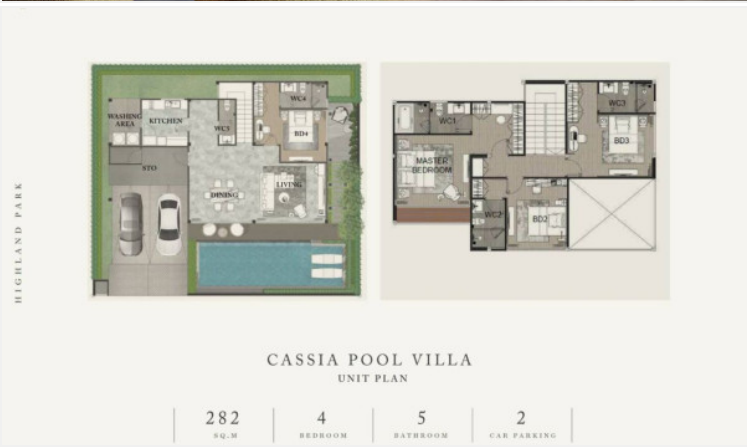 WC4
WASHING
AREA
KITCHEN
WC5
BD4
STO
DINING
LIVING
WC1
WC3
BD3
MASTER
BEDROOM
WC2
BD2
HIGHLAND PARK
CASSIA POOL VILLA
UNIT PLAN
282
SQ.M
4
BEDROOM
5
BATHROOM
2
CAR PARKING